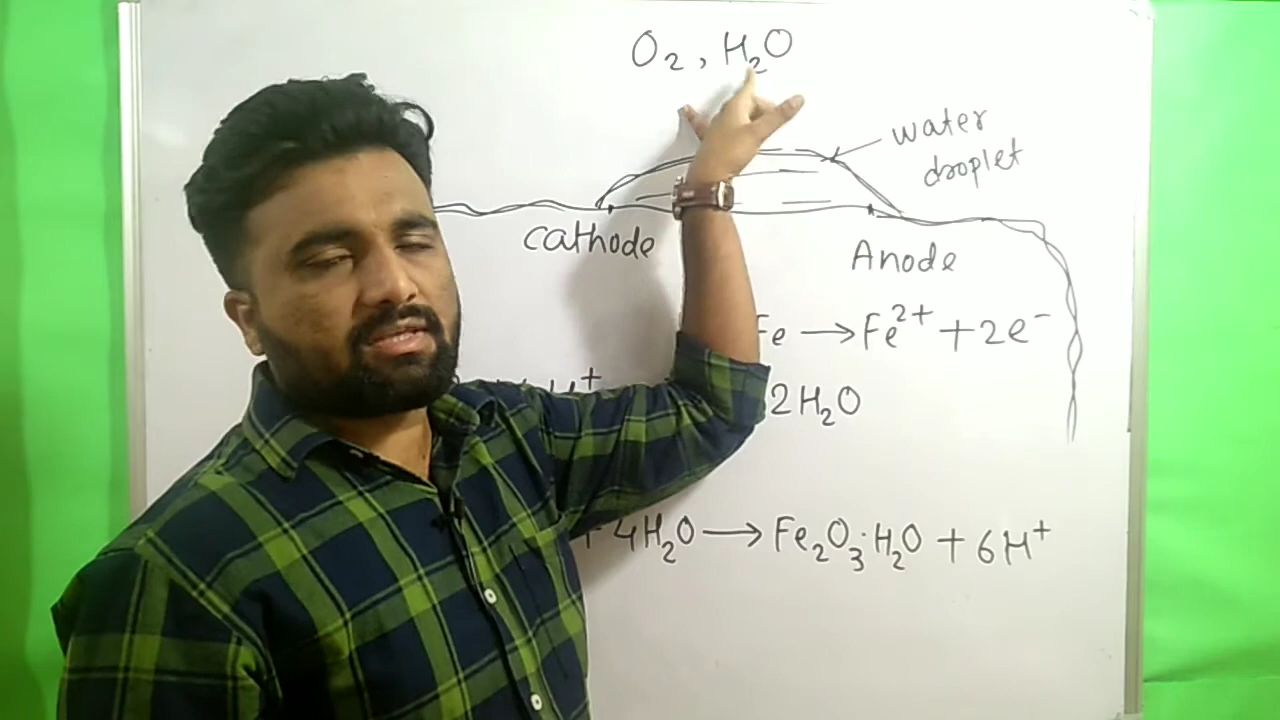 O₂, H₂O
water
droplet
cathode
Anode
Fe → Fe²⁺ + 2e⁻
H⁺ 2H₂O
+ 4H₂O → Fe₂O₃·H₂O + 6H⁺